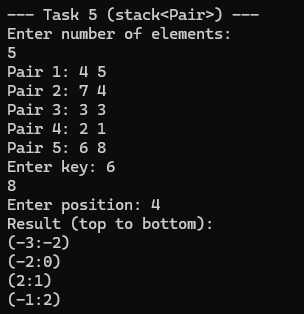 --- Task 5 (stack<Pair>) ---
Enter number of elements:
5
Pair 1: 4 5
Pair 2: 7 4
Pair 3: 3 3
Pair 4: 2 1
Pair 5: 6 8
Enter key: 6
8
Enter position: 4
Result (top to bottom):
(-3:-2)
(-2:0)
(2:1)
(-1:2)